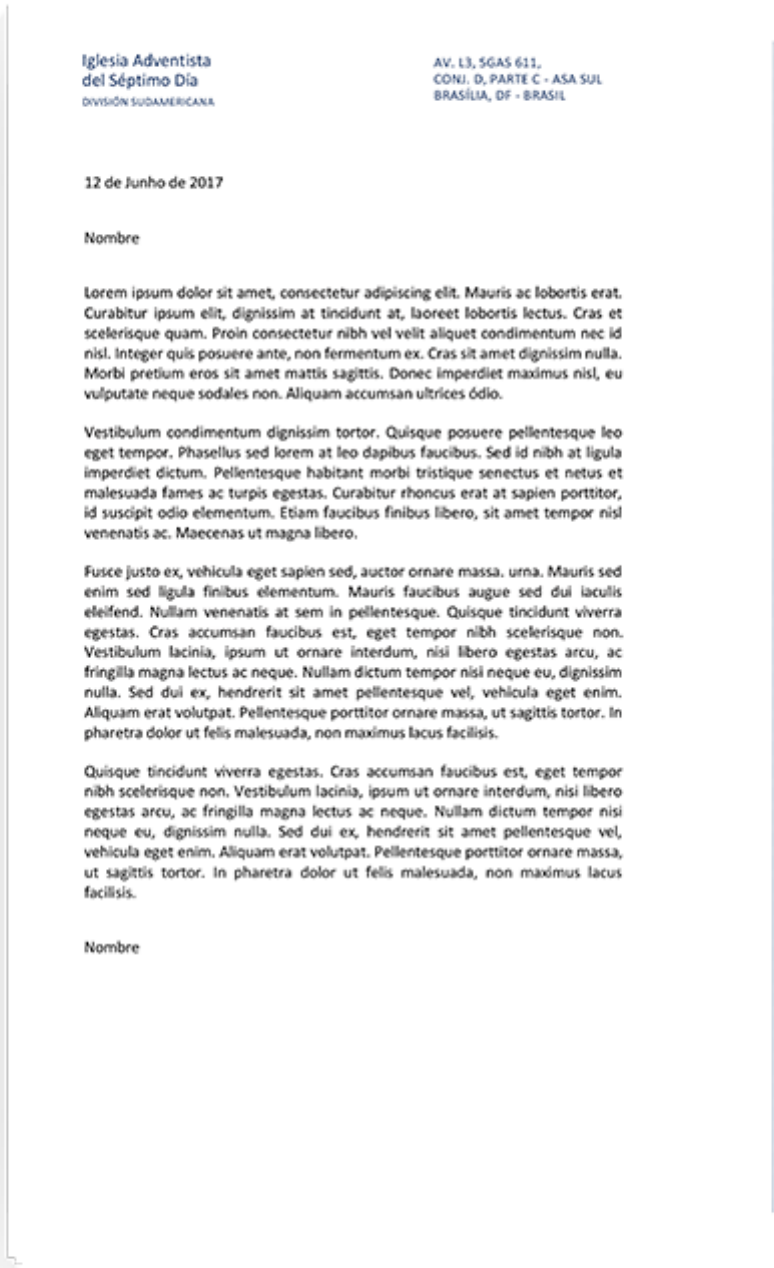 Iglesia Adventista
del Séptimo Día
DIVISIÓN SUDAMERICANA
AV. L3, SGAS 611,
CONJ. D, PARTE C - ASA SUL
BRASÍLIA, DF - BRASIL
12 de Junho de 2017
Nombre
Lorem ipsum dolor sit amet, consectetur adipiscing elit. Mauris ac lobortis erat.
Curabitur ipsum elit, dignissim at tincidunt at, laoreet lobortis lectus. Cras et
scelerisque quam. Proin consectetur nibh vel velit aliquet condimentum nec id
nisl. Integer quis posuere ante, non fermentum ex. Cras sit amet dignissim nulla.
Morbi pretium eros sit amet mattis sagittis. Donec imperdiet maximus nisl, eu
vulputate neque sodales non. Aliquam accumsan ultrices ódio.
Vestibulum condimentum dignissim tortor. Quisque posuere pellentesque leo
eget tempor. Phasellus sed lorem at leo dapibus faucibus. Sed id nibh at ligula
imperdiet dictum. Pellentesque habitant morbi tristique senectus et netus et
malesuada fames ac turpis egestas. Curabitur rhoncus erat at sapien porttitor,
id suscipit odio elementum. Etiam faucibus finibus libero, sit amet tempor nisl
venenatis ac. Maecenas ut magna libero.
Fusce justo ex, vehicula eget sapien sed, auctor ornare massa. urna. Mauris sed
enim sed ligula finibus elementum. Mauris faucibus augue sed dui iaculis
eleifend. Nullam venenatis at sem in pellentesque. Quisque tincidunt viverra
egestas. Cras accumsan faucibus est, eget tempor nibh scelerisque non.
Vestibulum lacinia, ipsum ut ornare interdum, nisi libero egestas arcu, ac
fringilla magna lectus ac neque. Nullam dictum tempor nisi neque eu, dignissim
nulla. Sed dui ex, hendrerit sit amet pellentesque vel, vehicula eget enim.
Aliquam erat volutpat. Pellentesque porttitor ornare massa, ut sagittis tortor. In
pharetra dolor ut felis malesuada, non maximus lacus facilisis.
Quisque tincidunt viverra egestas. Cras accumsan faucibus est, eget tempor
nibh scelerisque non. Vestibulum lacinia, ipsum ut ornare interdum, nisi libero
egestas arcu, ac fringilla magna lectus ac neque. Nullam dictum tempor nisi
neque eu, dignissim nulla. Sed dui ex, hendrerit sit amet pellentesque vel,
vehicula eget enim. Aliquam erat volutpat. Pellentesque porttitor ornare massa,
ut sagittis tortor. In pharetra dolor ut felis malesuada, non maximus lacus
facilisis.
Nombre